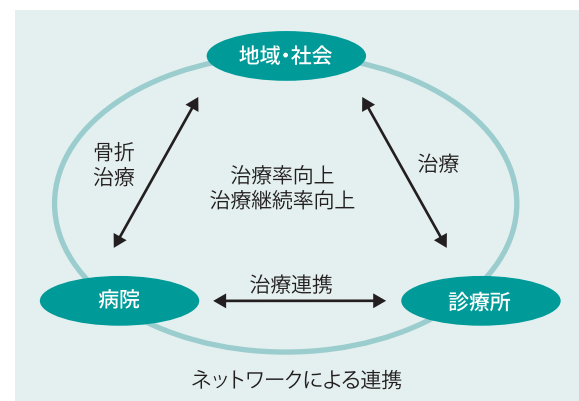 地域・社会
骨折
治療
治療
治療率向上
治療継続率向上
治療連携
病院
診療所
ネットワークによる連携